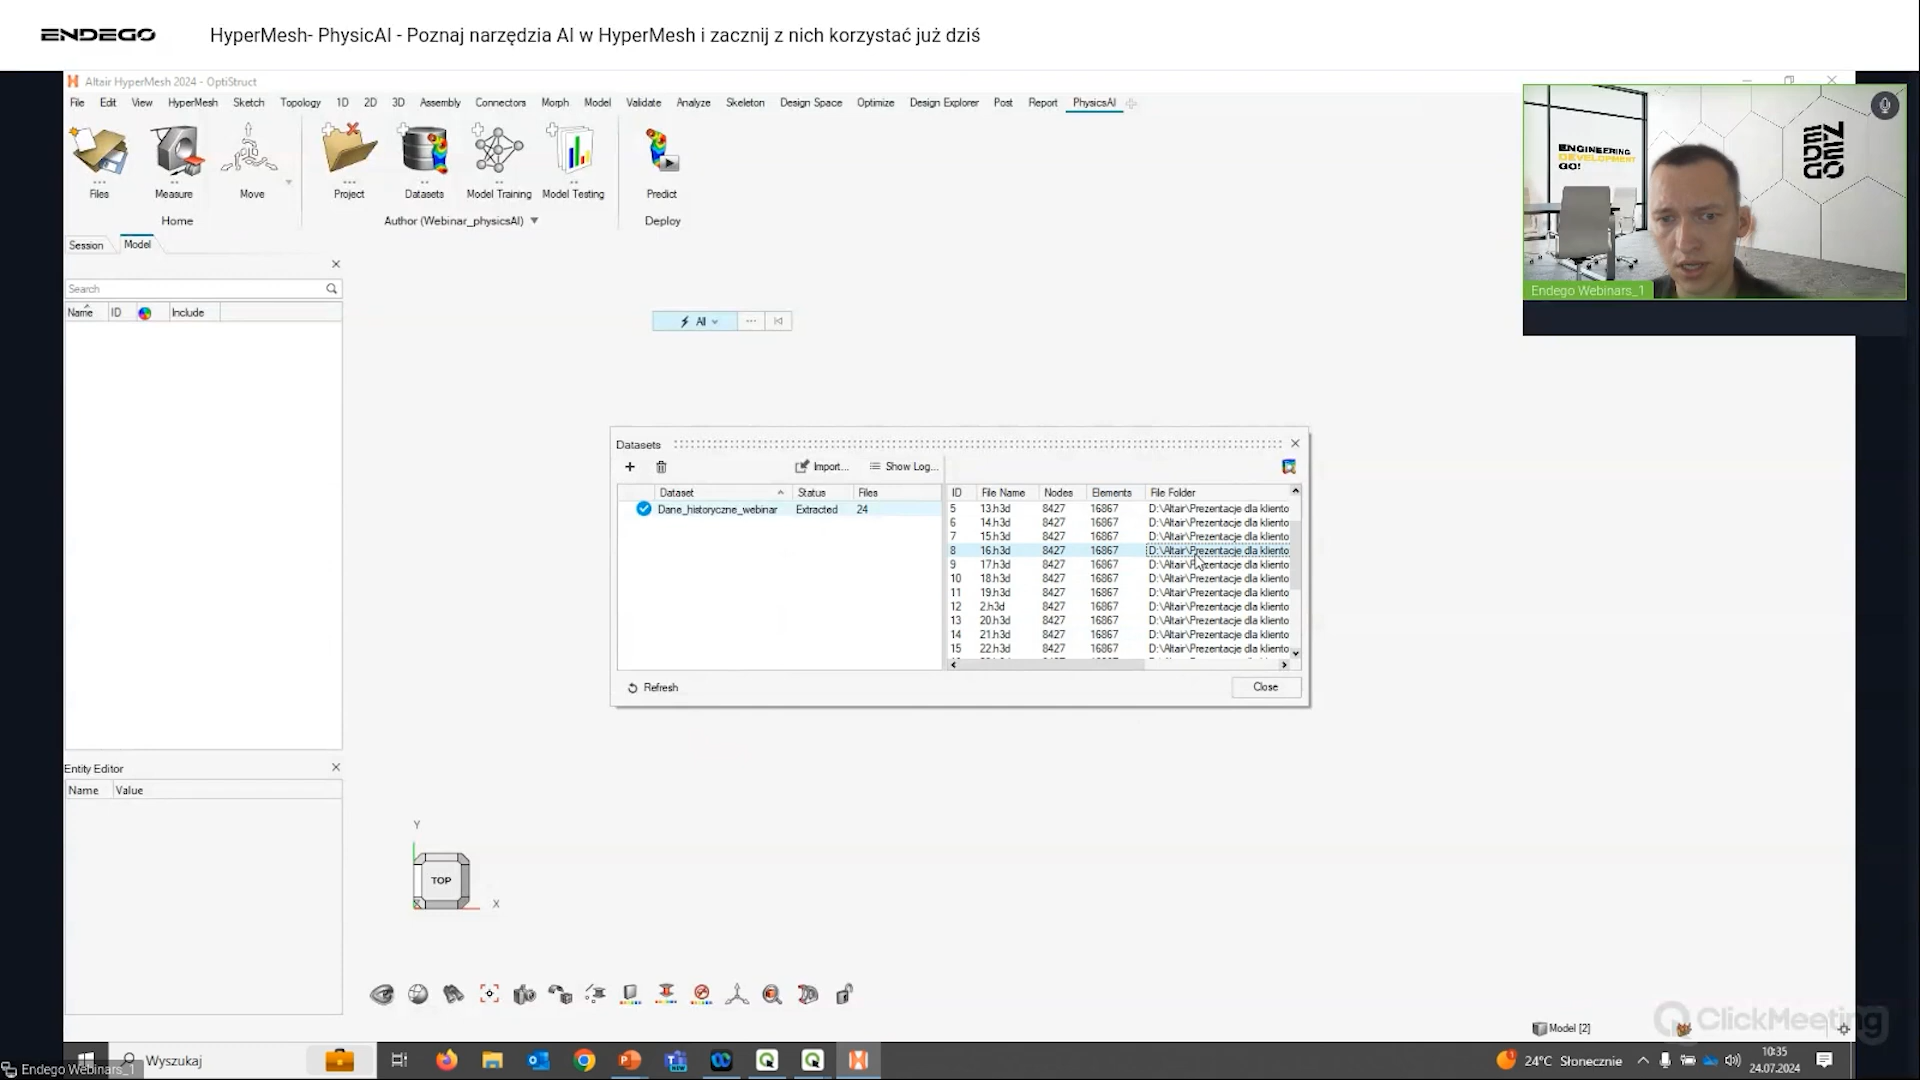 ENDEGO
HyperMesh- PhysicAI - Poznaj narzędzia AI w HyperMesh i zacznij z nich korzystać już dziś
Altair HyperMesh 2024 - OptiStruct
File Edit View HyperMesh Sketch Topology 1D 2D 3D Assembly Connectors Morph Model Validate Analyze Skeleton Design Space Optimize Design Explorer Post Report PhysicsAI
Files Measure Move Project Datasets Model Training Model Testing Predict
Home Author (Webinar_physicsAI) Deploy
Session Model
Search
Name ID Include
AI
ENGINEERING
DEVELOPMENT
GO!
Endego Webinars_1
Datasets
Import... Show Log...
Dataset Status Files
Dane_historyczne_webinar Extracted 24
ID File Name Nodes Elements File Folder
5 13.h3d 8427 16867 D:\Altair\Prezentacje dla kliento
6 14.h3d 8427 16867 D:\Altair\Prezentacje dla kliento
7 15.h3d 8427 16867 D:\Altair\Prezentacje dla kliento
8 16.h3d 8427 16867 D:\Altair\Prezentacje dla kliento
9 17.h3d 8427 16867 D:\Altair\Prezentacje dla kliento
10 18.h3d 8427 16867 D:\Altair\Prezentacje dla kliento
11 19.h3d 8427 16867 D:\Altair\Prezentacje dla kliento
12 2.h3d 8427 16867 D:\Altair\Prezentacje dla kliento
13 20.h3d 8427 16867 D:\Altair\Prezentacje dla kliento
14 21.h3d 8427 16867 D:\Altair\Prezentacje dla kliento
15 22.h3d 8427 16867 D:\Altair\Prezentacje dla kliento
Refresh Close
Entity Editor
Name Value
Y
TOP
X
Model [2]
ClickMeeting
Wyszukaj
24°C Słonecznie
10:35
24.07.2024
Endego Webinars_1